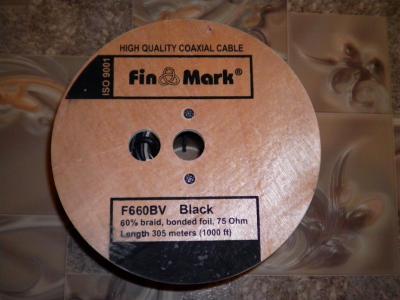 HIGH QUALITY COAXIAL CABLE
ISO 9001
Fin Mark®
F660BV Black
60% braid, bonded foil, 75 Ohm
Length 305 meters (1000 ft)